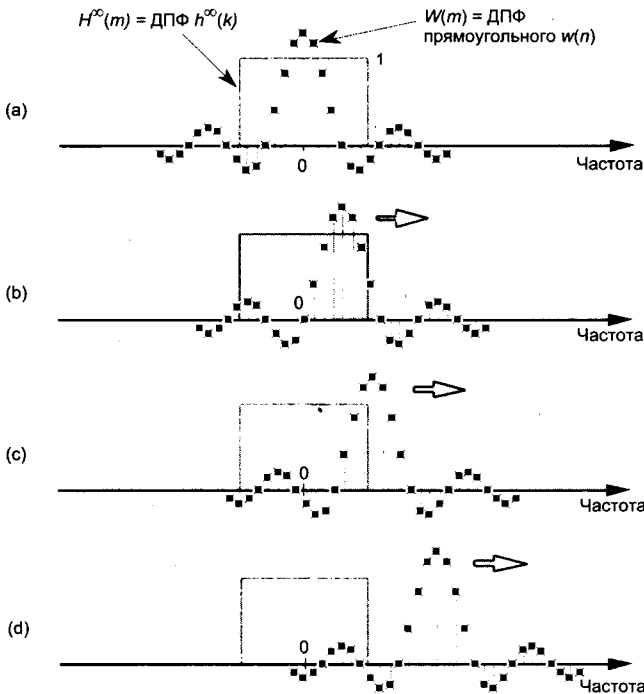 H∞(m) = ДПФ h∞(k)
W(m) = ДПФ
прямоугольного w(n)
1
(a)
0
Частота
(b)
0
Частота
(c)
0
Частота
(d)
0
Частота